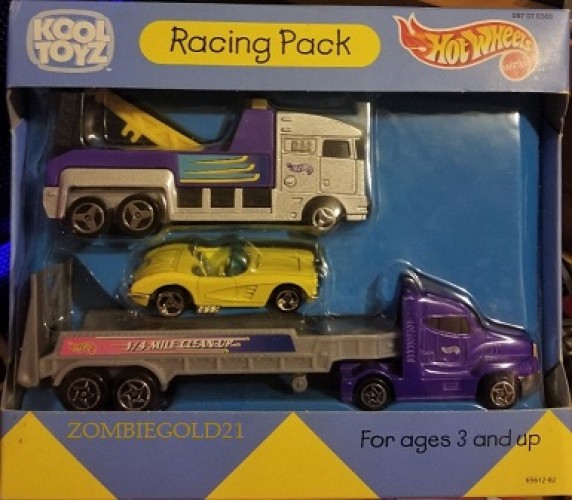 KOOL
TOYZ
Racing Pack
Hot Wheels
1/4 MILE CLEAN-UP
ZOMBIEGOLD21
For ages 3 and up